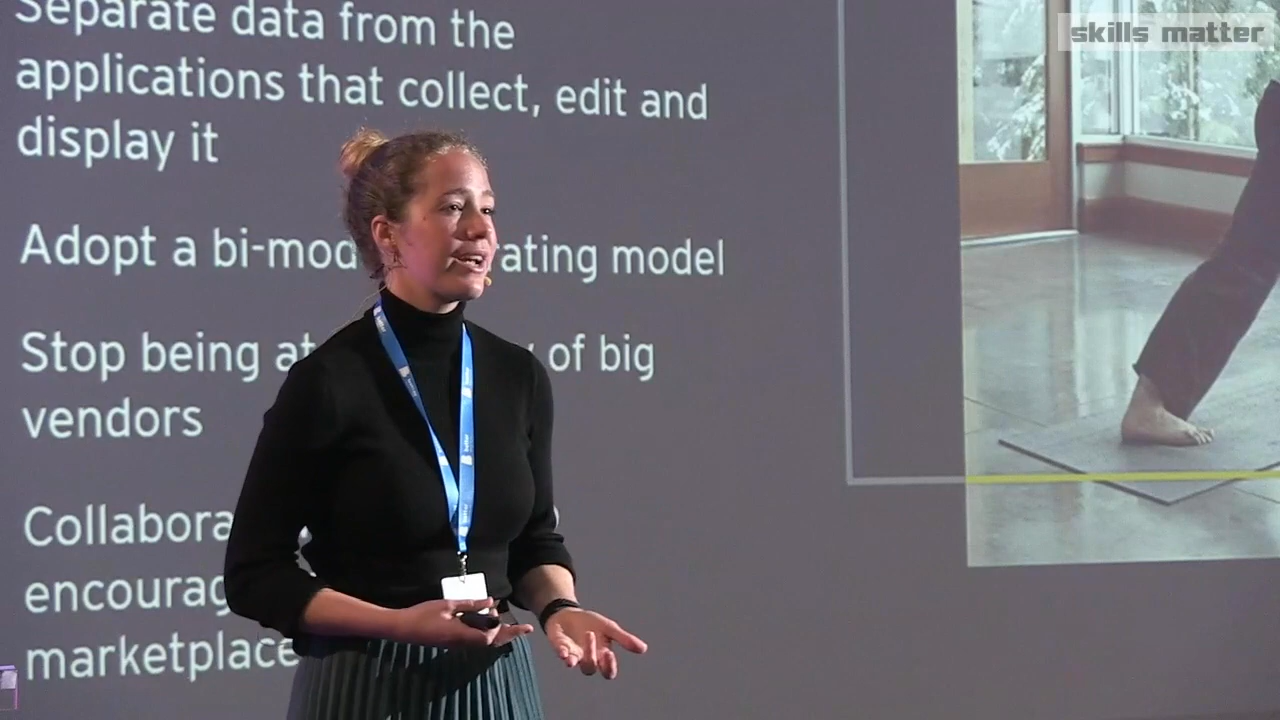 skills matter
Separate data from the
applications that collect, edit and
display it
Adopt a bi-mod ating model
Stop being at of big
vendors
Collabora
encourag
marketplace